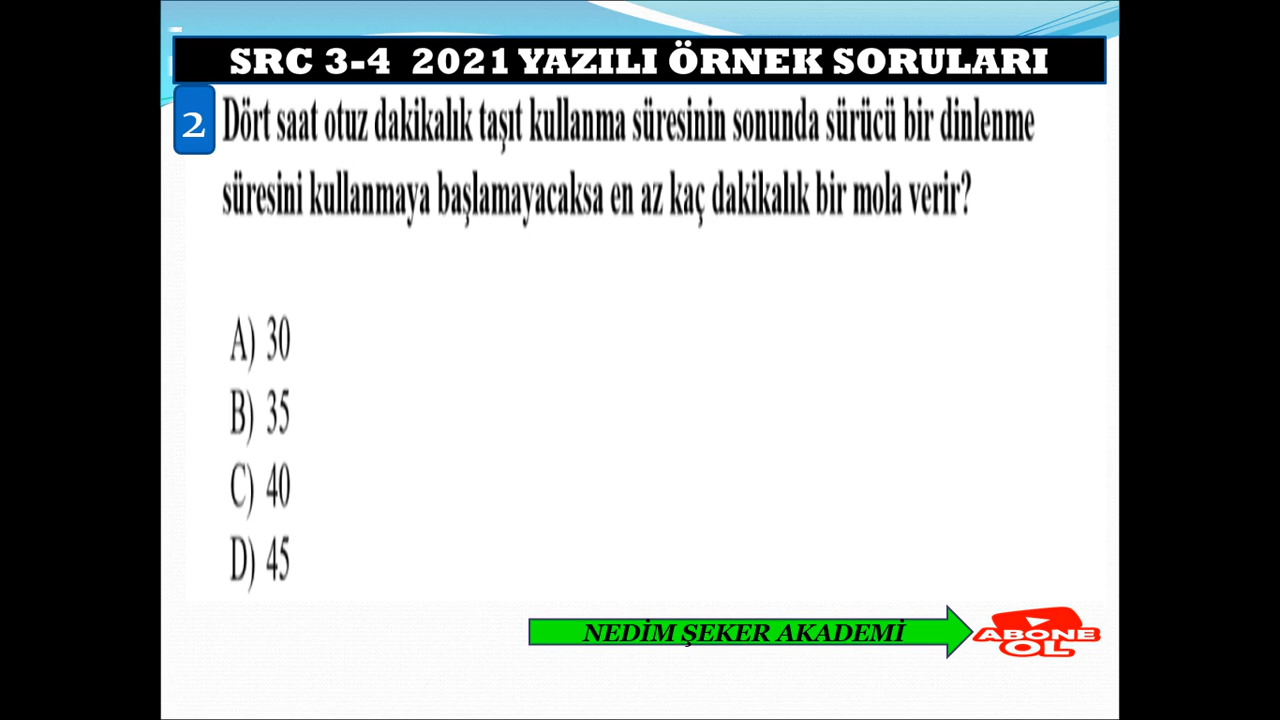 SRC 3-4 2021 YAZILI ÖRNEK SORULARI
2 Dört saat otuz dakikalık taşıt kullanma süresinin sonunda sürücü bir dinlenme
süresini kullanmaya başlamayacaksa en az kaç dakikalık bir mola verir?
A) 30
B) 35
C) 40
D) 45
NEDİM ŞEKER AKADEMİ
ABONE
OL